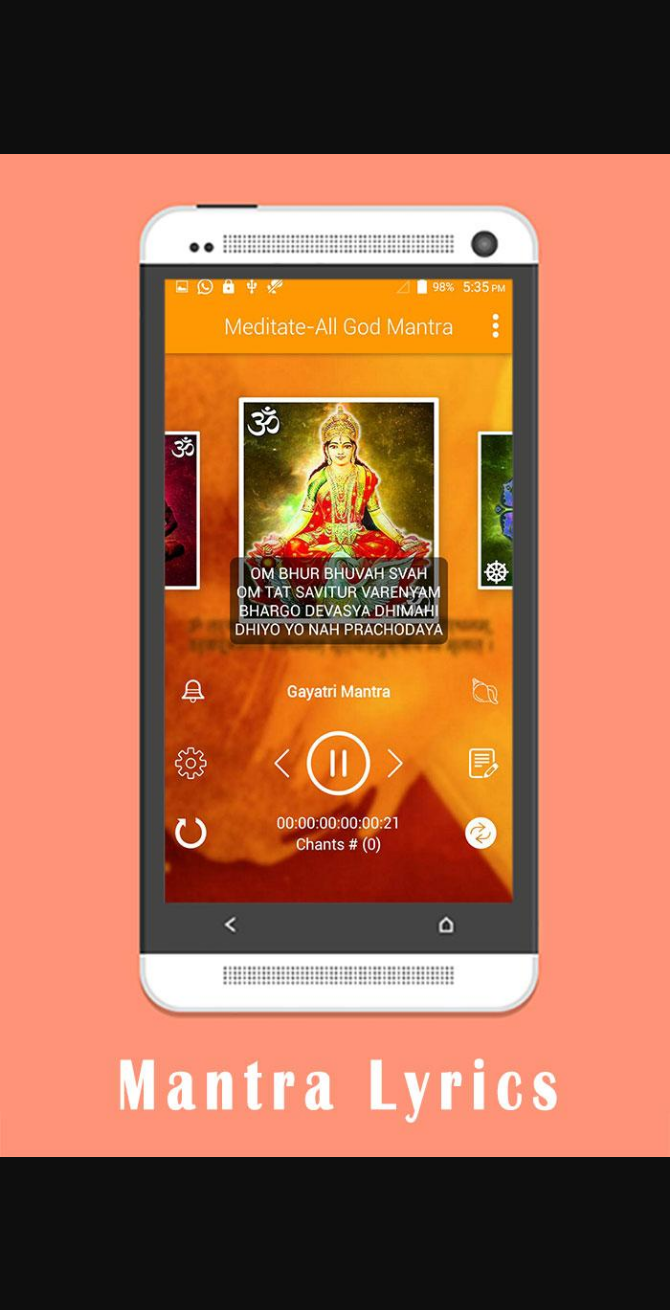 98% 5:35 PM
Meditate-All God Mantra
ॐ
ॐ
OM BHUR BHUVAH SVAH
OM TAT SAVITUR VARENYAM
BHARGO DEVASYA DHIMAHI
DHIYO YO NAH PRACHODAYA
Gayatri Mantra
00:00:00:00:00:21
Chants # (0)
Mantra Lyrics